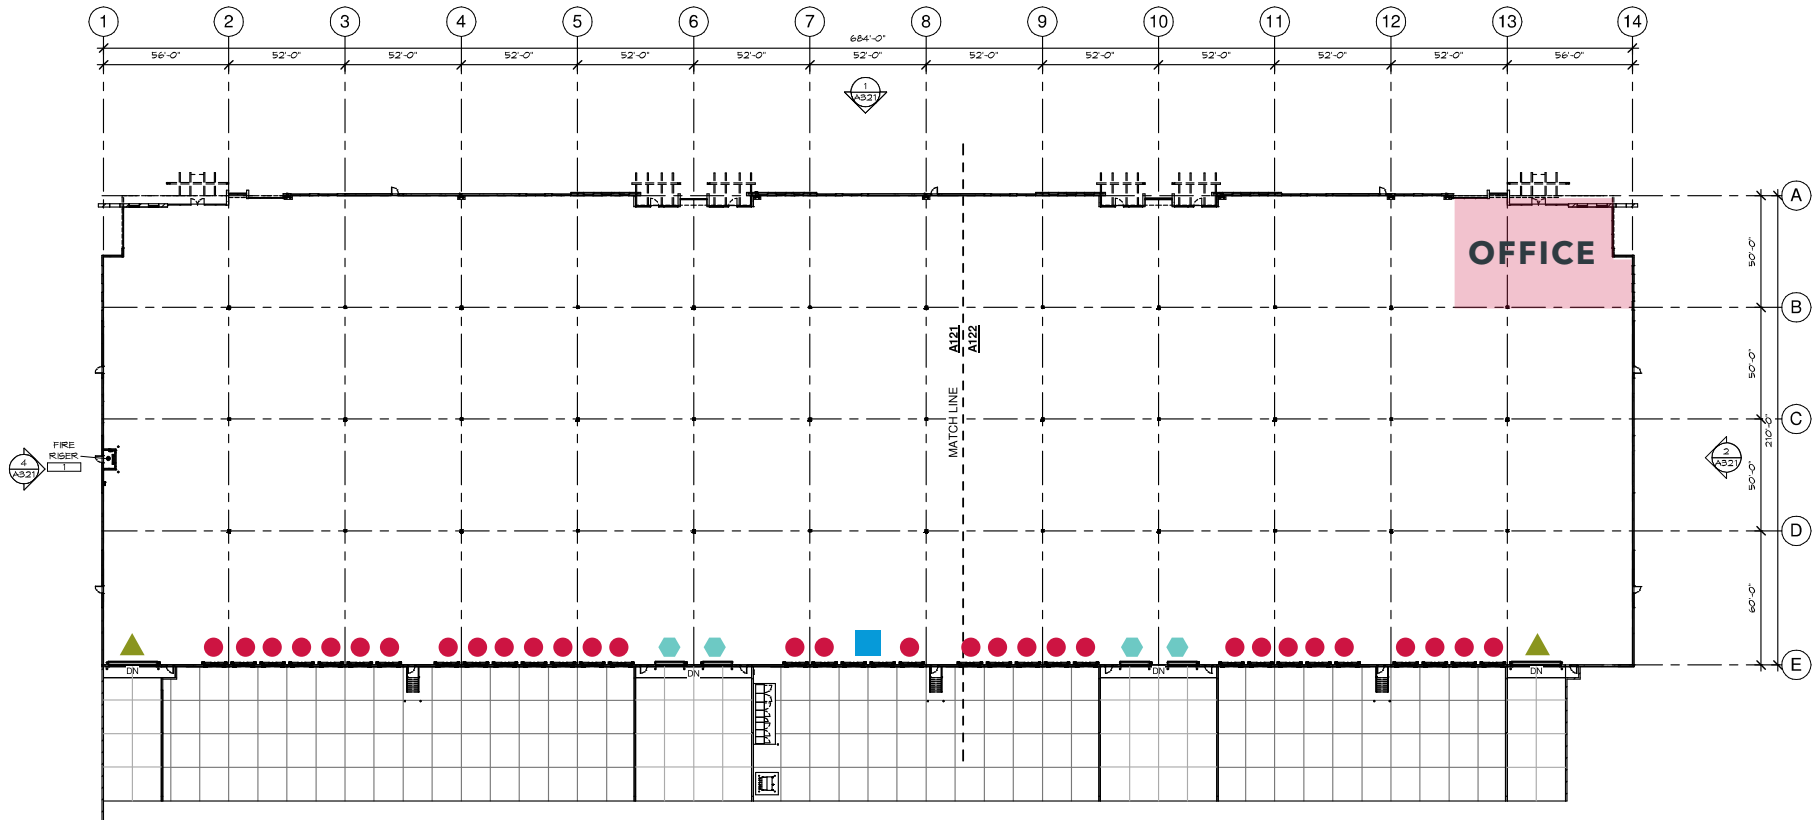 1 2 3 4 5 6 7 8 9 10 11 12 13 14
684'-0"
56'-0" 52'-0" 52'-0" 52'-0" 52'-0" 52'-0" 52'-0" 52'-0" 52'-0" 52'-0" 52'-0" 52'-0" 56'-0"
1
A321
A
OFFICE
50'-0"
B
A121
A122
50'-0"
C
MATCH LINE
210'-0"
FIRE
RISER
1
4
A321
2
A321
50'-0"
D
60'-0"
E
DN DN DN DN